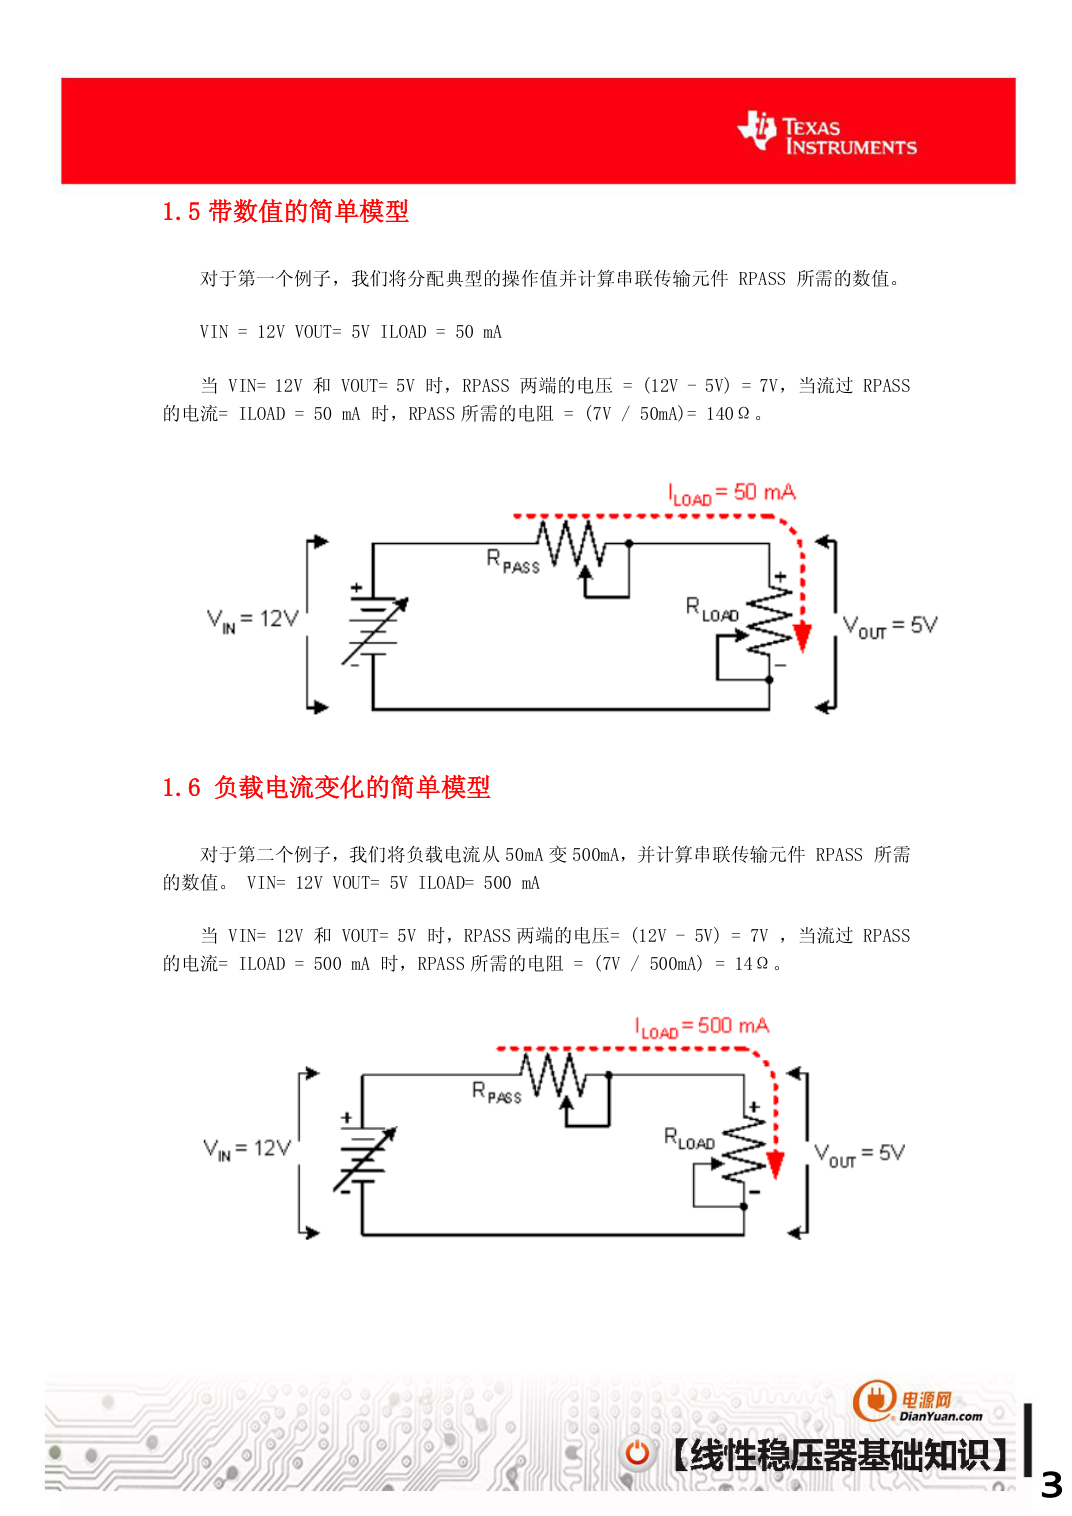 TEXAS
INSTRUMENTS
1.5 带数值的简单模型
对于第一个例子，我们将分配典型的操作值并计算串联传输元件 RPASS 所需的数值。
VIN = 12V VOUT= 5V ILOAD = 50 mA
当 VIN= 12V 和 VOUT= 5V 时，RPASS 两端的电压 = (12V - 5V) = 7V，当流过 RPASS
的电流= ILOAD = 50 mA 时，RPASS 所需的电阻 = (7V / 50mA)= 140Ω。
ILOAD = 50 mA
RPASS
+
+
RLOAD
VIN = 12V
VOUT = 5V
-
-
1.6 负载电流变化的简单模型
对于第二个例子，我们将负载电流从 50mA 变 500mA，并计算串联传输元件 RPASS 所需
的数值。 VIN= 12V VOUT= 5V ILOAD= 500 mA
当 VIN= 12V 和 VOUT= 5V 时，RPASS 两端的电压= (12V - 5V) = 7V ，当流过 RPASS
的电流= ILOAD = 500 mA 时，RPASS 所需的电阻 = (7V / 500mA) = 14Ω。
ILOAD = 500 mA
RPASS
+
+
RLOAD
VIN = 12V
VOUT = 5V
-
-
电源网
DianYuan.com
【线性稳压器基础知识】
3